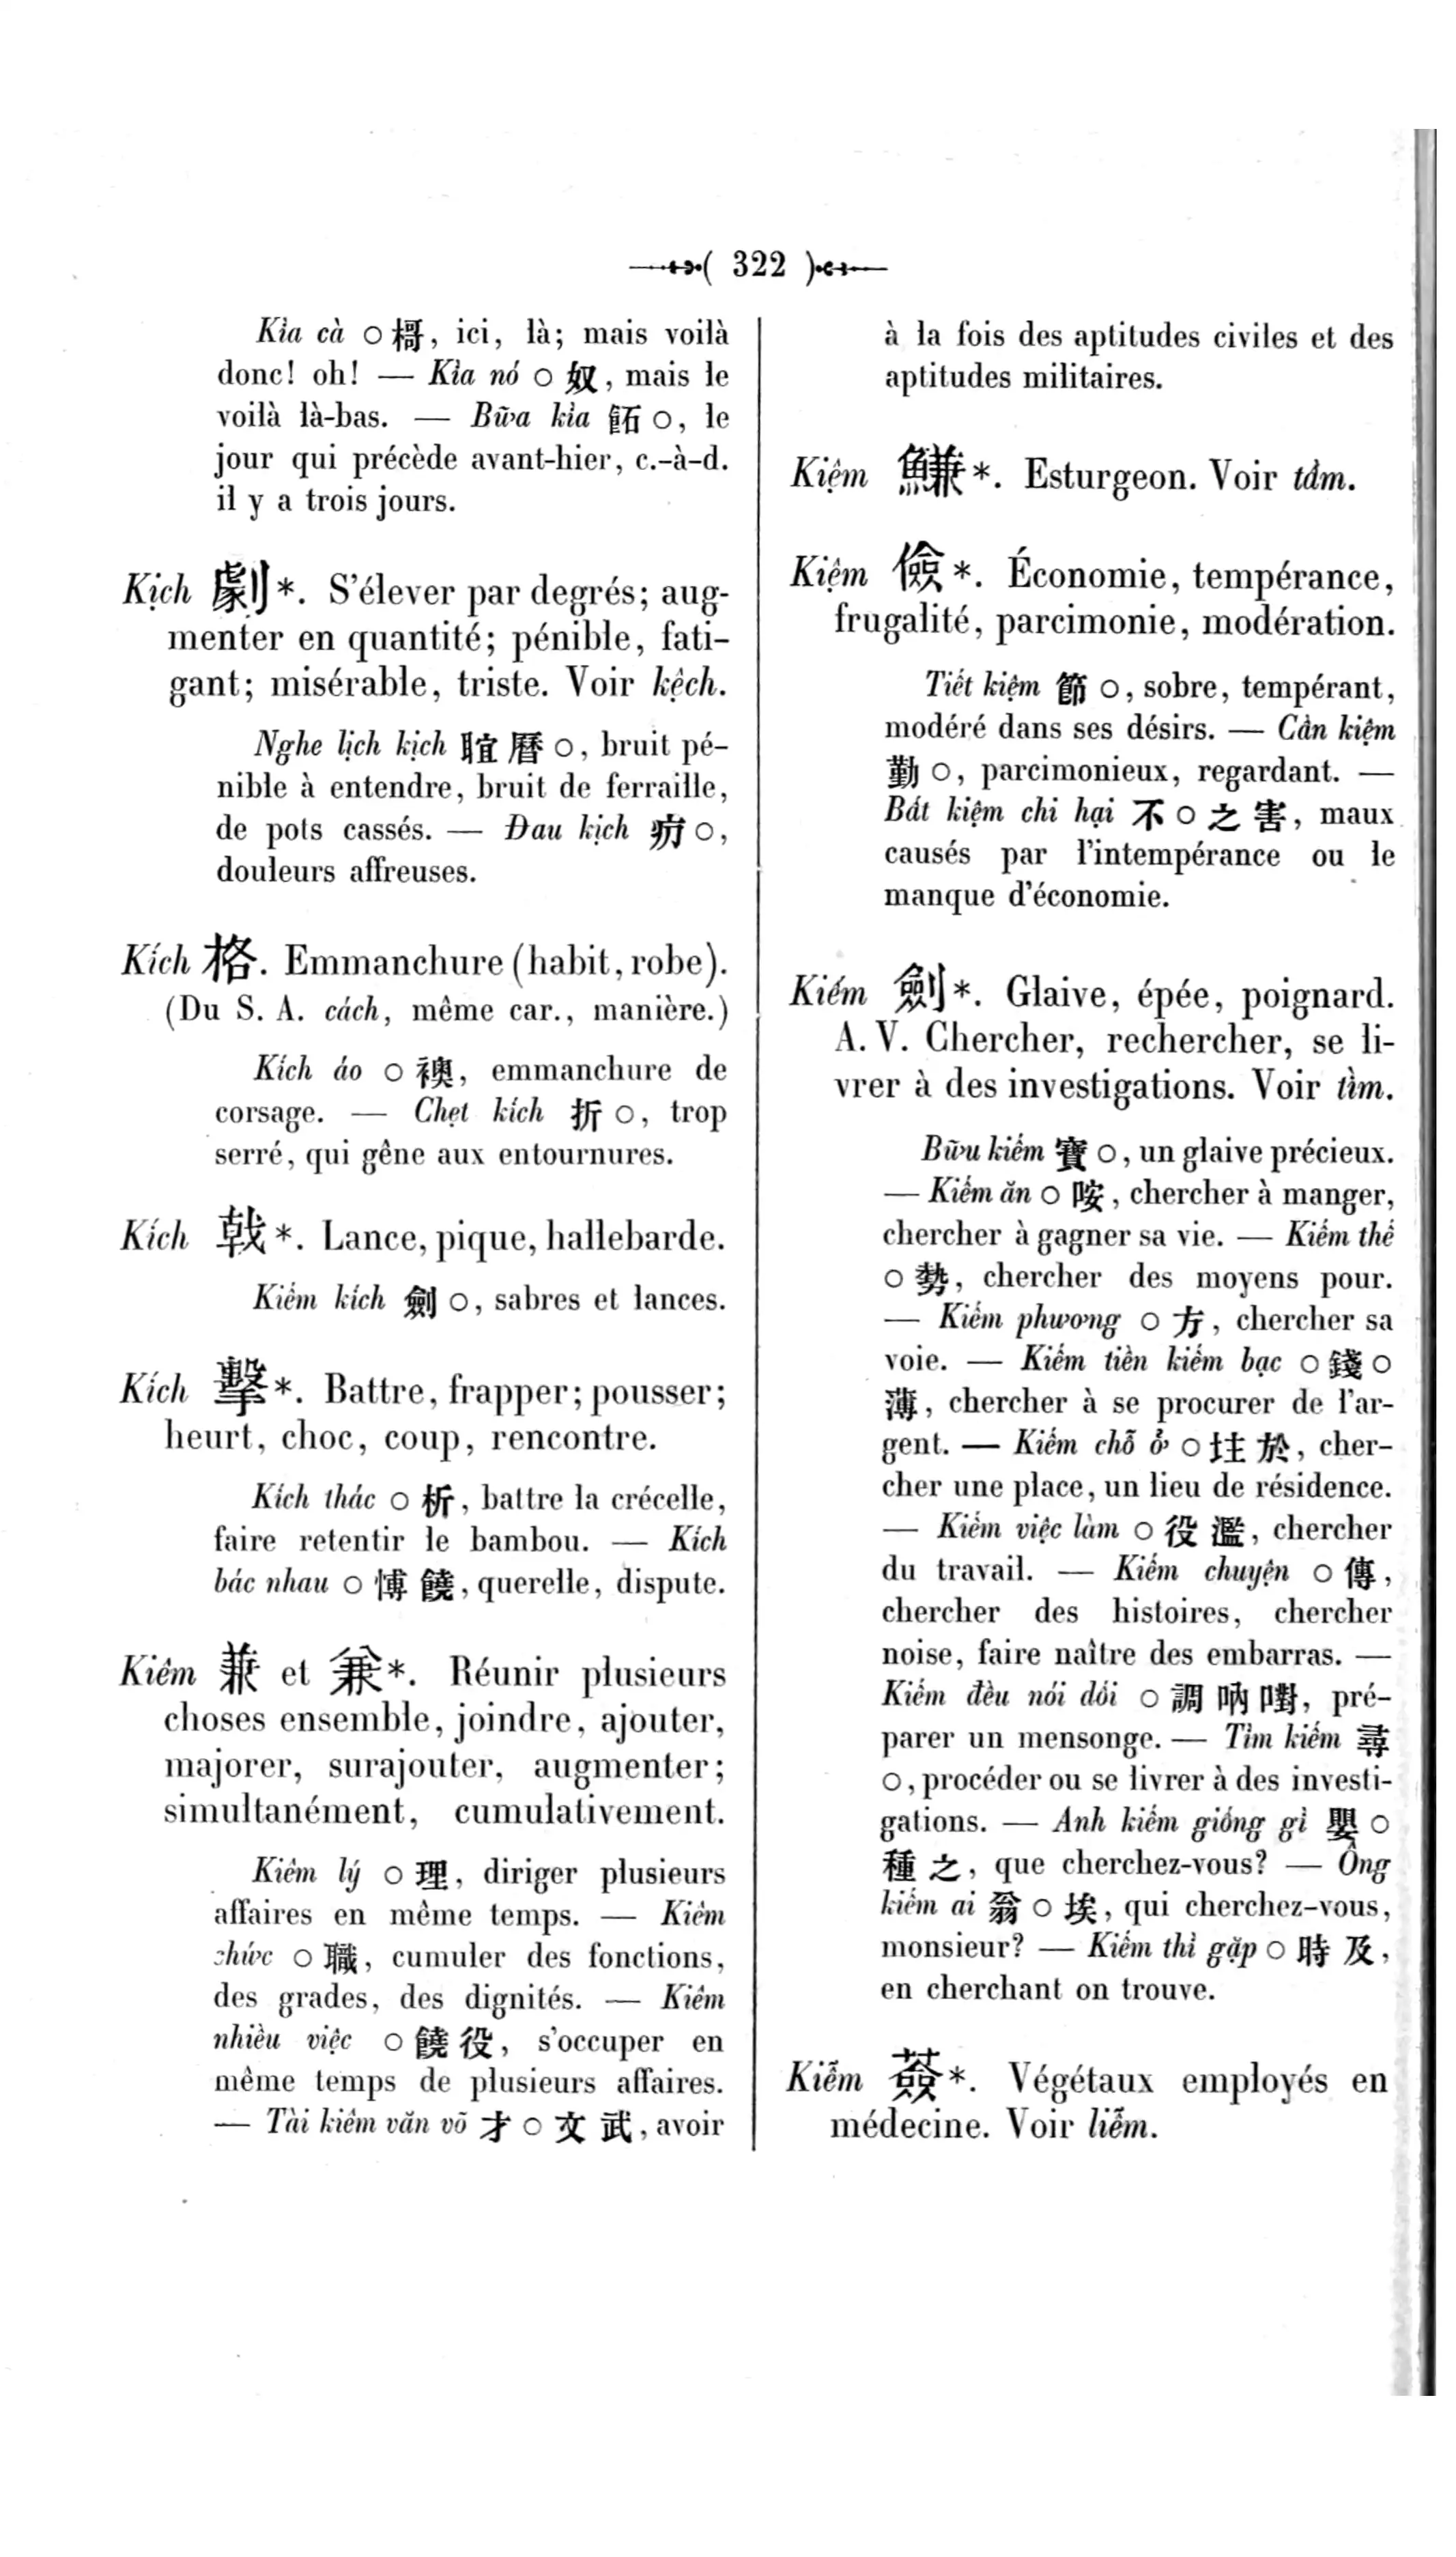 ( 322 )
Kìa cà ○ 榾, ici, là; mais voilà
donc! oh! — Kìa nó ○ 奴, mais le
voilà là-bas. — Bữa kìa 𩛷 ○, le
jour qui précède avant-hier, c.-à-d.
il y a trois jours.
Kịch 劇*. S'élever par degrés; aug-
menter en quantité; pénible, fati-
gant; misérable, triste. Voir kệch.
Nghe lịch kịch 𦖑 曆 ○, bruit pé-
nible à entendre, bruit de ferraille,
de pots cassés. — Đau kịch ○,
douleurs affreuses.
Kích 格. Emmanchure (habit, robe).
(Du S. A. cách, même car., manière.)
Kích áo ○ 襖, emmanchure de
corsage. — Chẹt kích 折 ○, trop
serré, qui gêne aux entournures.
Kích 戟*. Lance, pique, hallebarde.
Kiếm kích 劍 ○, sabres et lances.
Kích 擊*. Battre, frapper; pousser;
heurt, choc, coup, rencontre.
Kích thác ○ 柝, battre la crécelle,
faire retentir le bambou. — Kích
bác nhau ○ 愽 饒, querelle, dispute.
Kiêm 蒹 et 兼*. Réunir plusieurs
choses ensemble, joindre, ajouter,
majorer, surajouter, augmenter;
simultanément, cumulativement.
Kiêm lý ○ 理, diriger plusieurs
affaires en même temps. — Kiêm
chức ○ 職, cumuler des fonctions,
des grades, des dignités. — Kiêm
nhiều việc ○ 饒 役, s'occuper en
même temps de plusieurs affaires.
— Tài kiêm văn võ 才 ○ 文 武, avoir
à la fois des aptitudes civiles et des
aptitudes militaires.
Kiệm 鰜*. Esturgeon. Voir tầm.
Kiệm 儉*. Économie, tempérance,
frugalité, parcimonie, modération.
Tiết kiệm 節 ○, sobre, tempérant,
modéré dans ses désirs. — Cần kiệm
勤 ○, parcimonieux, regardant. —
Bất kiệm chi hại 不 ○ 之 害, maux
causés par l'intempérance ou le
manque d'économie.
Kiếm 劍*. Glaive, épée, poignard.
A. V. Chercher, rechercher, se li-
vrer à des investigations. Voir tìm.
Bữu kiếm 寶 ○, un glaive précieux.
— Kiếm ăn ○ 咹, chercher à manger,
chercher à gagner sa vie. — Kiếm thế
○ 勢, chercher des moyens pour.
— Kiếm phương ○ 方, chercher sa
voie. — Kiếm tiền kiếm bạc ○ 錢 ○
薄, chercher à se procurer de l'ar-
gent. — Kiếm chỗ ở ○ 㙇 於, cher-
cher une place, un lieu de résidence.
— Kiếm việc làm ○ 役 濫, chercher
du travail. — Kiếm chuyện ○ 傳,
chercher des histoires, chercher
noise, faire naître des embarras. —
Kiếm đều nói dối ○ 調 吶 嚉, pré-
parer un mensonge. — Tìm kiếm 尋
○, procéder ou se livrer à des investi-
gations. — Anh kiếm giống gì 嬰 ○
種 之, que cherchez-vous? — Ông
kiếm ai 翁 ○ 埃, qui cherchez-vous,
monsieur? — Kiếm thì gặp ○ 時 及,
en cherchant on trouve.
Kiểm 薟*. Végétaux employés en
médecine. Voir liễm.